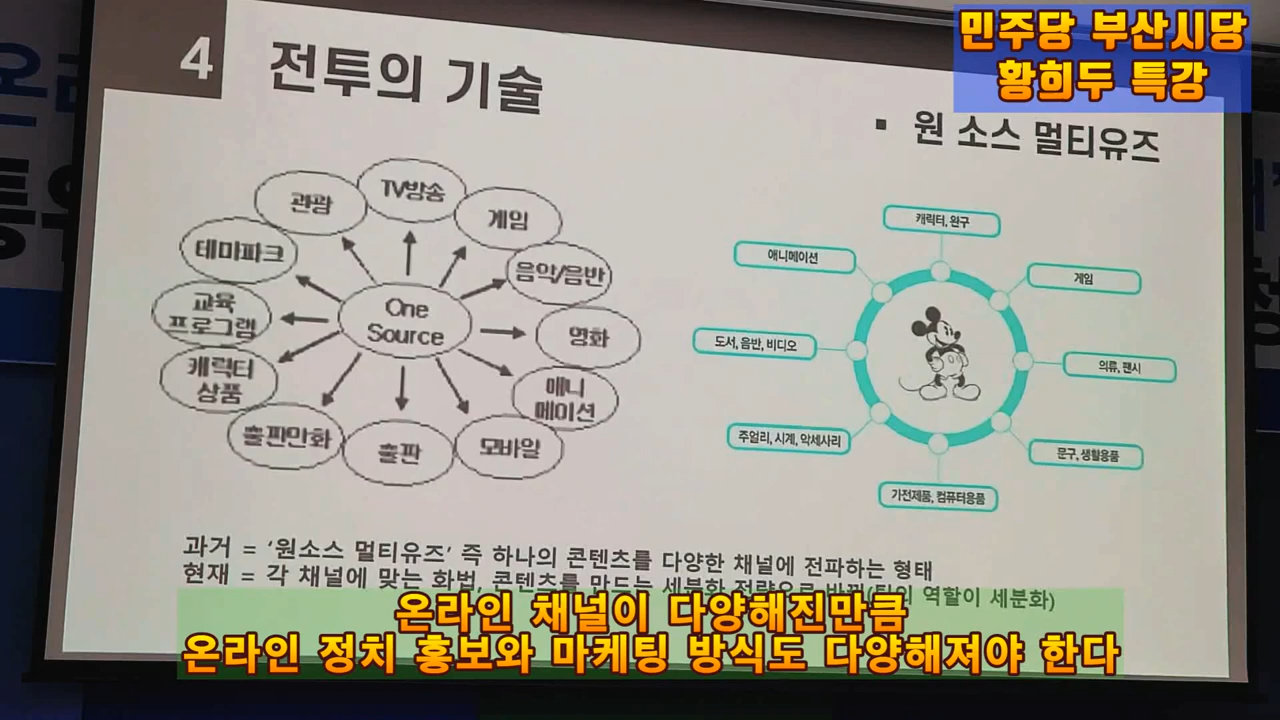 민주당 부산시당
황희두 특강
4 전투의 기술
▪ 원 소스 멀티유즈
관광
TV방송
게임
테마파크
음악/음반
교육
프로그램
One
Source
영화
캐릭터
상품
애니
메이션
출판만화
출판
모바일
캐릭터, 완구
애니메이션
게임
도서, 음반, 비디오
의류, 팬시
주얼리, 시계, 악세사리
문구, 생활용품
가전제품, 컴퓨터용품
과거 = ‘원소스 멀티유즈’ 즉 하나의 콘텐츠를 다양한 채널에 전파하는 형태
현재 = 각 채널에 맞는 화법, 콘텐츠를 만드는 세분화 전략으로 역할이 세분화)
온라인 채널이 다양해진만큼
온라인 정치 홍보와 마케팅 방식도 다양해져야 한다